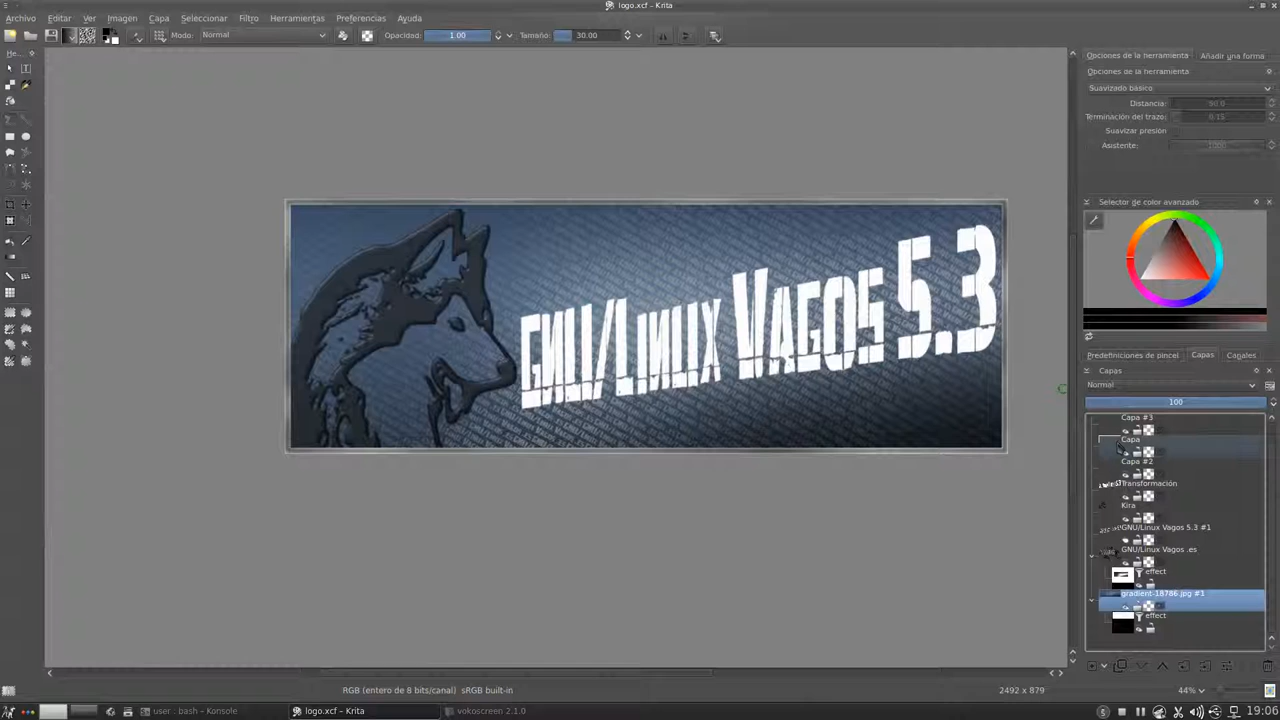 logo.xcf – Krita
Archivo Editar Ver Imagen Capa Seleccionar Filtro Herramientas Preferencias Ayuda
Modo: Normal Opacidad: 1.00 Tamaño: 30.00
Opciones de la herramienta Añadir una forma
Opciones de la herramienta
Suavizado básico
Distancia: 50.0
Terminación del trazo: 0.15
Suavizar presión
Asistente: 1000
Selector de color avanzado
GNU/Linux Vagos 5.3
Predefiniciones de pincel Capas Canales
Capas
Normal
100
Capa #3
Capa
Capa #2
Transformación
Kira
GNU/Linux Vagos 5.3 #1
GNU/Linux Vagos .es
effect
gradient-18786.jpg #1
effect
RGB (entero de 8 bits/canal) sRGB built-in
2492 x 879
44%
user : bash – Konsole
logo.xcf – Krita
vokoscreen 2.1.0
19:06